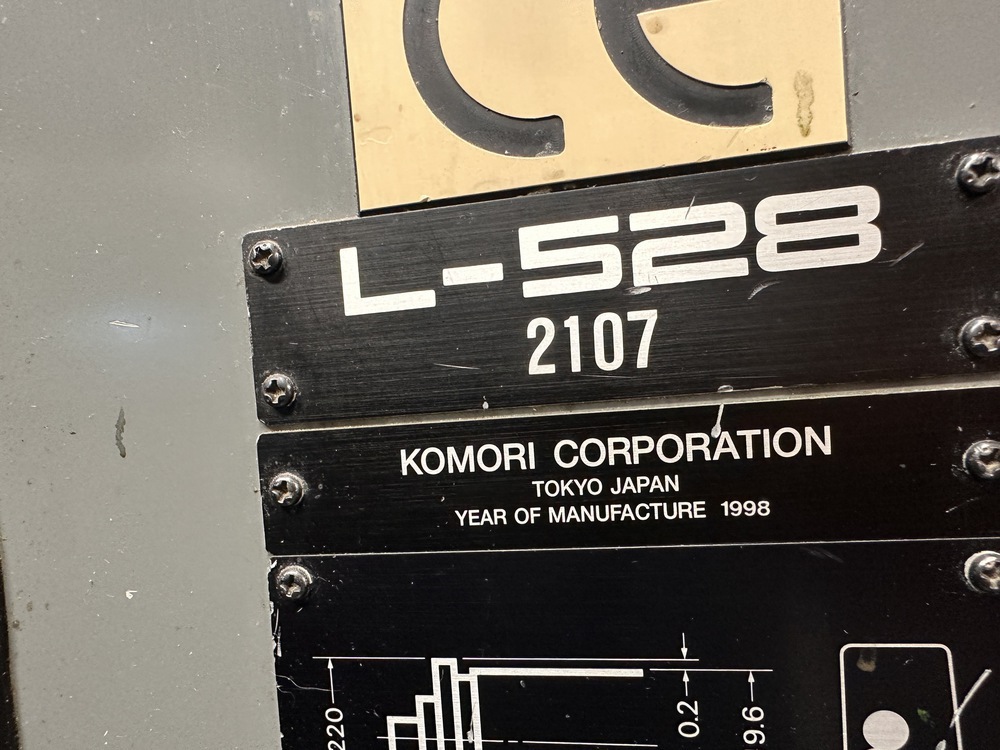 CE
L-528
2107
KOMORI CORPORATION
TOKYO JAPAN
YEAR OF MANUFACTURE 1998
220
0.2
9.6